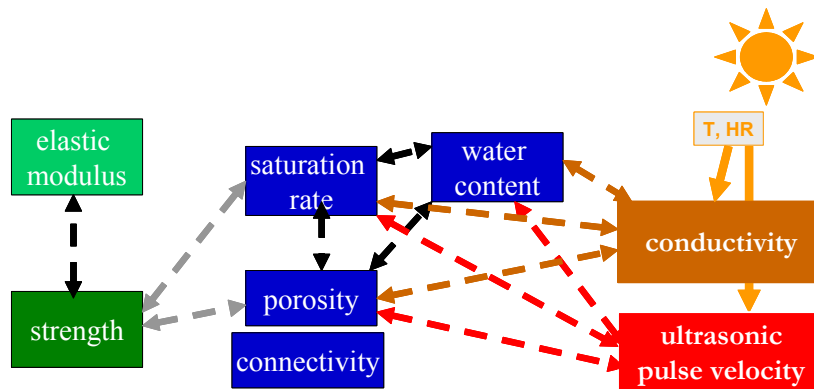 T, HR
elastic
modulus
saturation
rate
water
content
conductivity
strength
porosity
connectivity
ultrasonic
pulse velocity